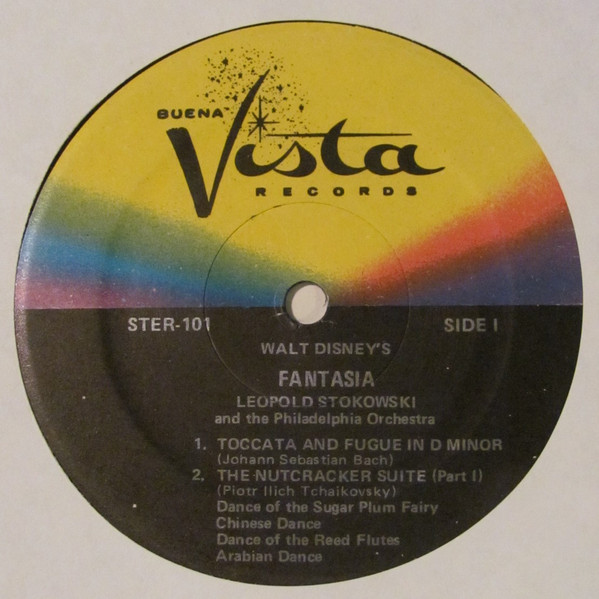 BUENA
Vista
RECORDS
STER-101 SIDE I
WALT DISNEY'S
FANTASIA
LEOPOLD STOKOWSKI
and the Philadelphia Orchestra
1. TOCCATA AND FUGUE IN D MINOR
(Johann Sebastian Bach)
2. THE NUTCRACKER SUITE (Part I)
(Piotr Ilich Tchaikovsky)
Dance of the Sugar Plum Fairy
Chinese Dance
Dance of the Reed Flutes
Arabian Dance